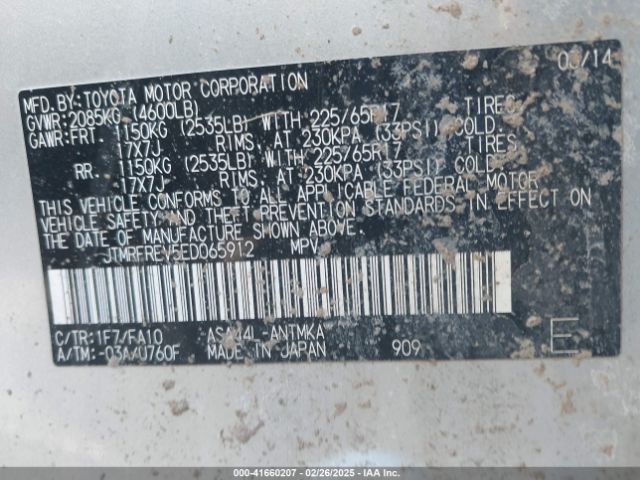 MFD. BY: TOYOTA MOTOR CORPORATION /14
GVWR: 2085KG (4600LB)
GAWR: FRT. 1150KG (2535LB) WITH 225/65R17 TIRES,
17X7J RIMS, AT 230KPA (33PSI) COLD.
RR. 1150KG (2535LB) WITH 225/65R17 TIRES,
17X7J RIMS, AT 230KPA (33PSI) COLD.
THIS VEHICLE CONFORMS TO ALL APPLICABLE FEDERAL MOTOR
VEHICLE SAFETY AND THEFT PREVENTION STANDARDS IN EFFECT ON
THE DATE OF MANUFACTURE SHOWN ABOVE.
JTMRFREV5ED065912 MPV
C/TR: 1F7/FA10 ASA44L-ANTMKA
A/TM: -03A/U760F MADE IN JAPAN 909 E
000-41660207 - 02/26/2025 - IAA Inc.